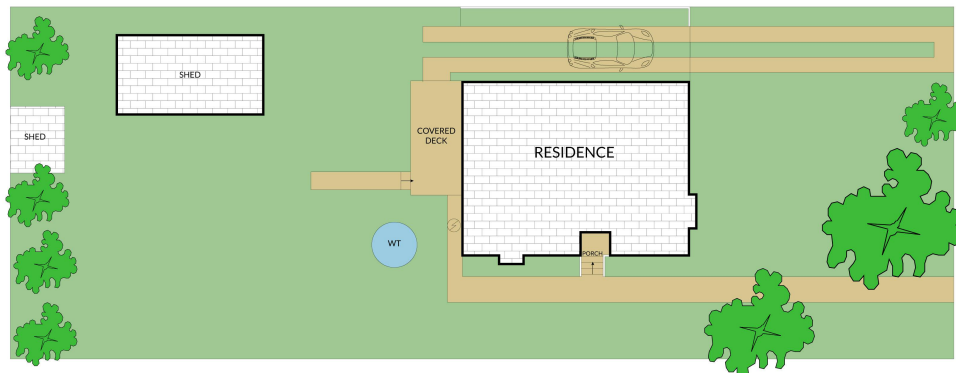 SHED
SHED
COVERED
DECK
RESIDENCE
WT
PORCH